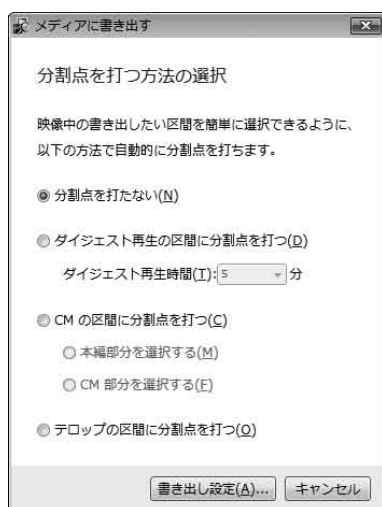 メディアに書き出す
分割点を打つ方法の選択
映像中の書き出したい区間を簡単に選択できるように、
以下の方法で自動的に分割点を打ちます。
分割点を打たない(N)
ダイジェスト再生の区間に分割点を打つ(D)
ダイジェスト再生時間(T): 5 分
CM の区間に分割点を打つ(C)
本編部分を選択する(M)
CM 部分を選択する(F)
テロップの区間に分割点を打つ(O)
書き出し設定(A)... キャンセル